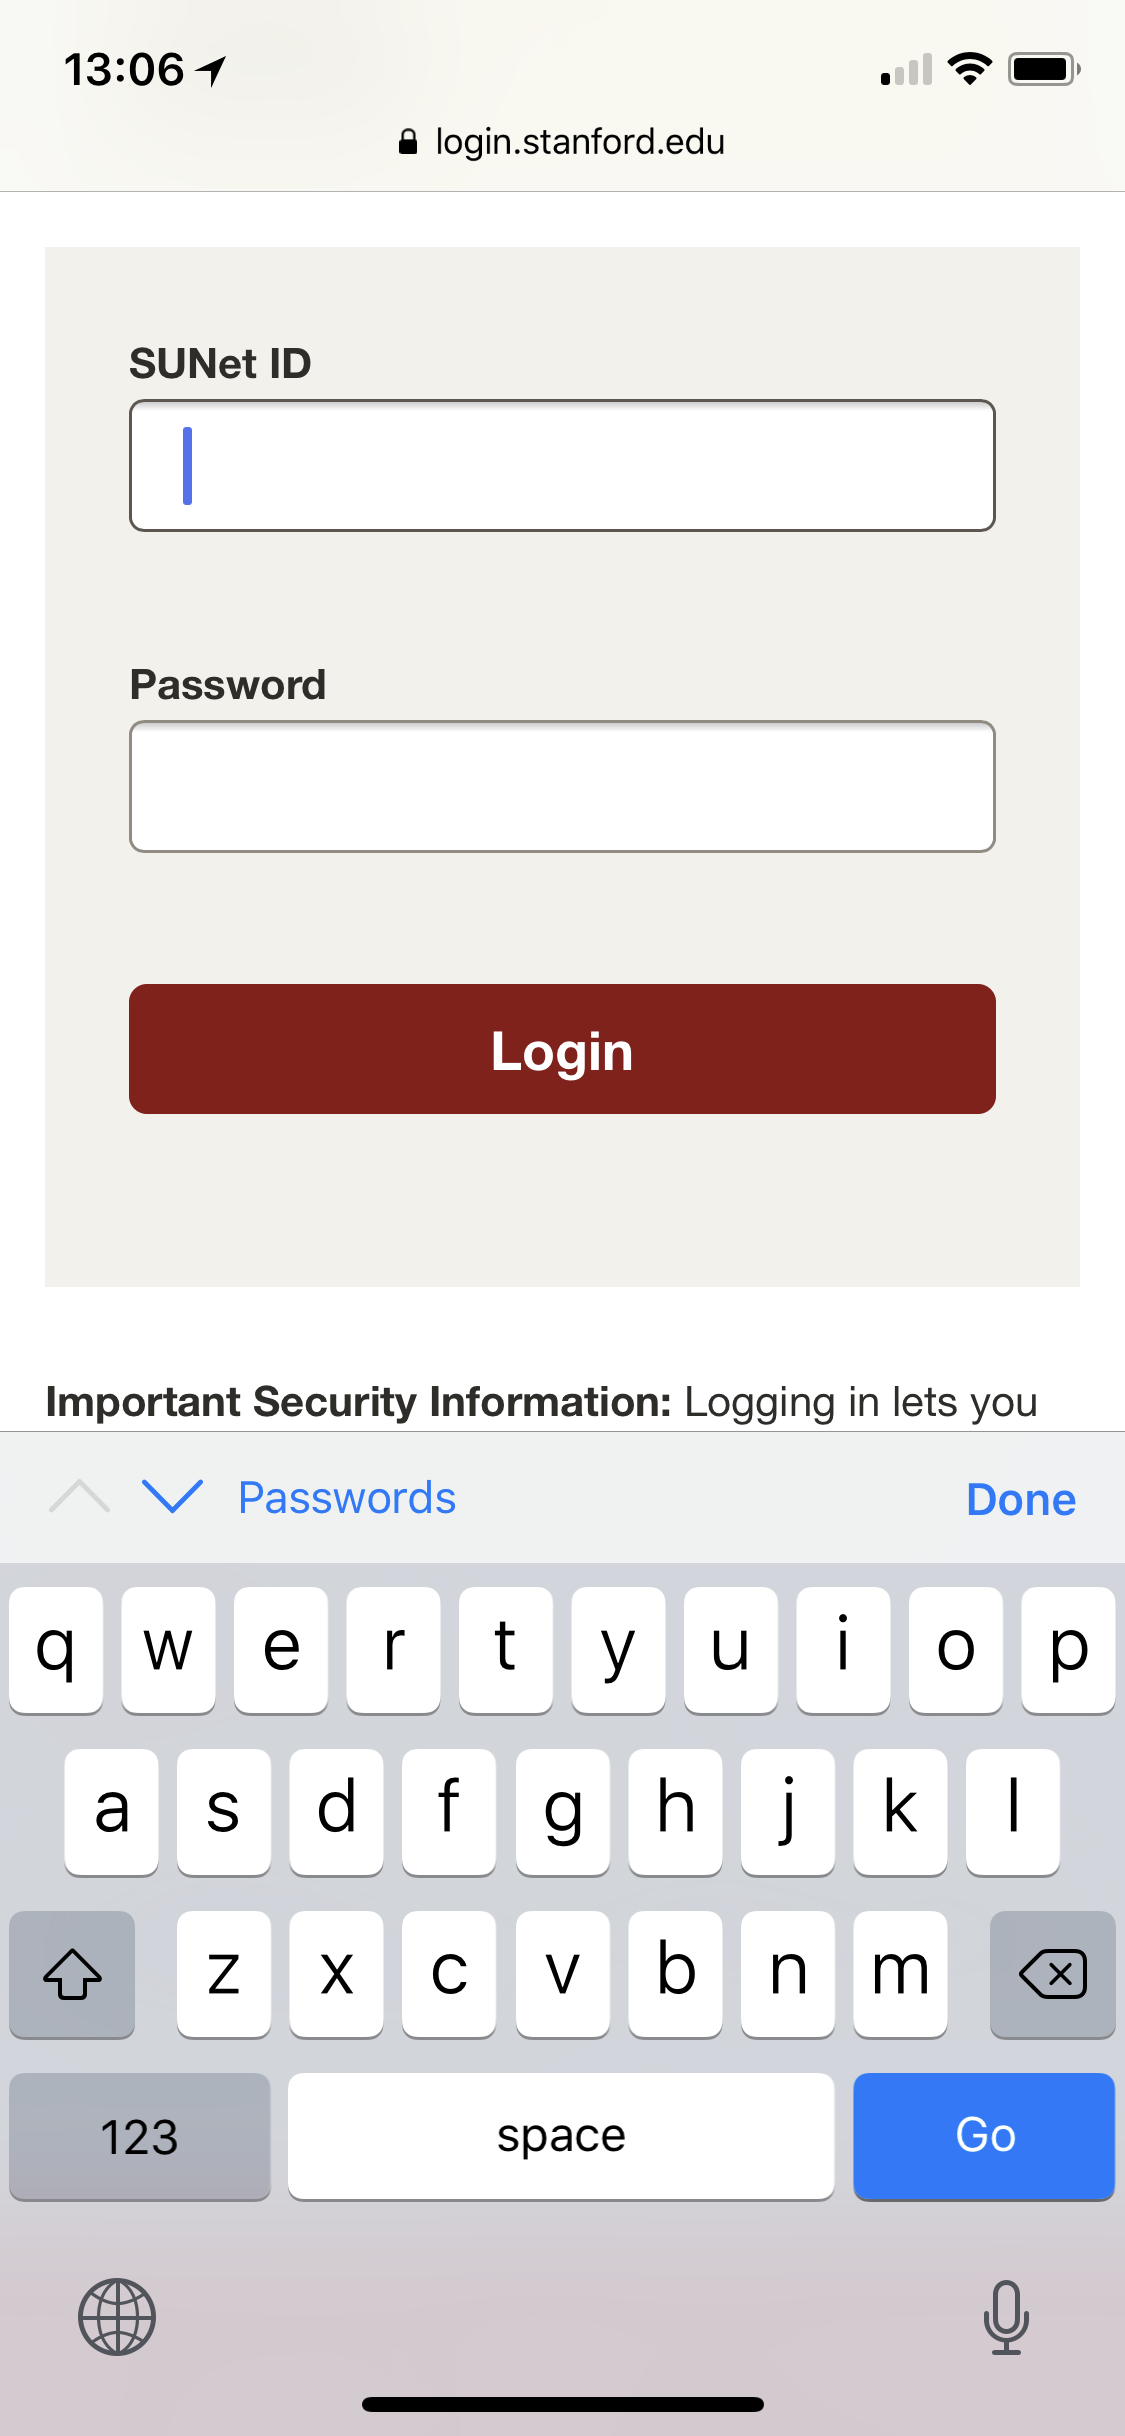 13:06
login.stanford.edu
SUNet ID
Password
Login
Important Security Information: Logging in lets you
Passwords
Done
q w e r t y u i o p
a s d f g h j k l
z x c v b n m
123 space Go